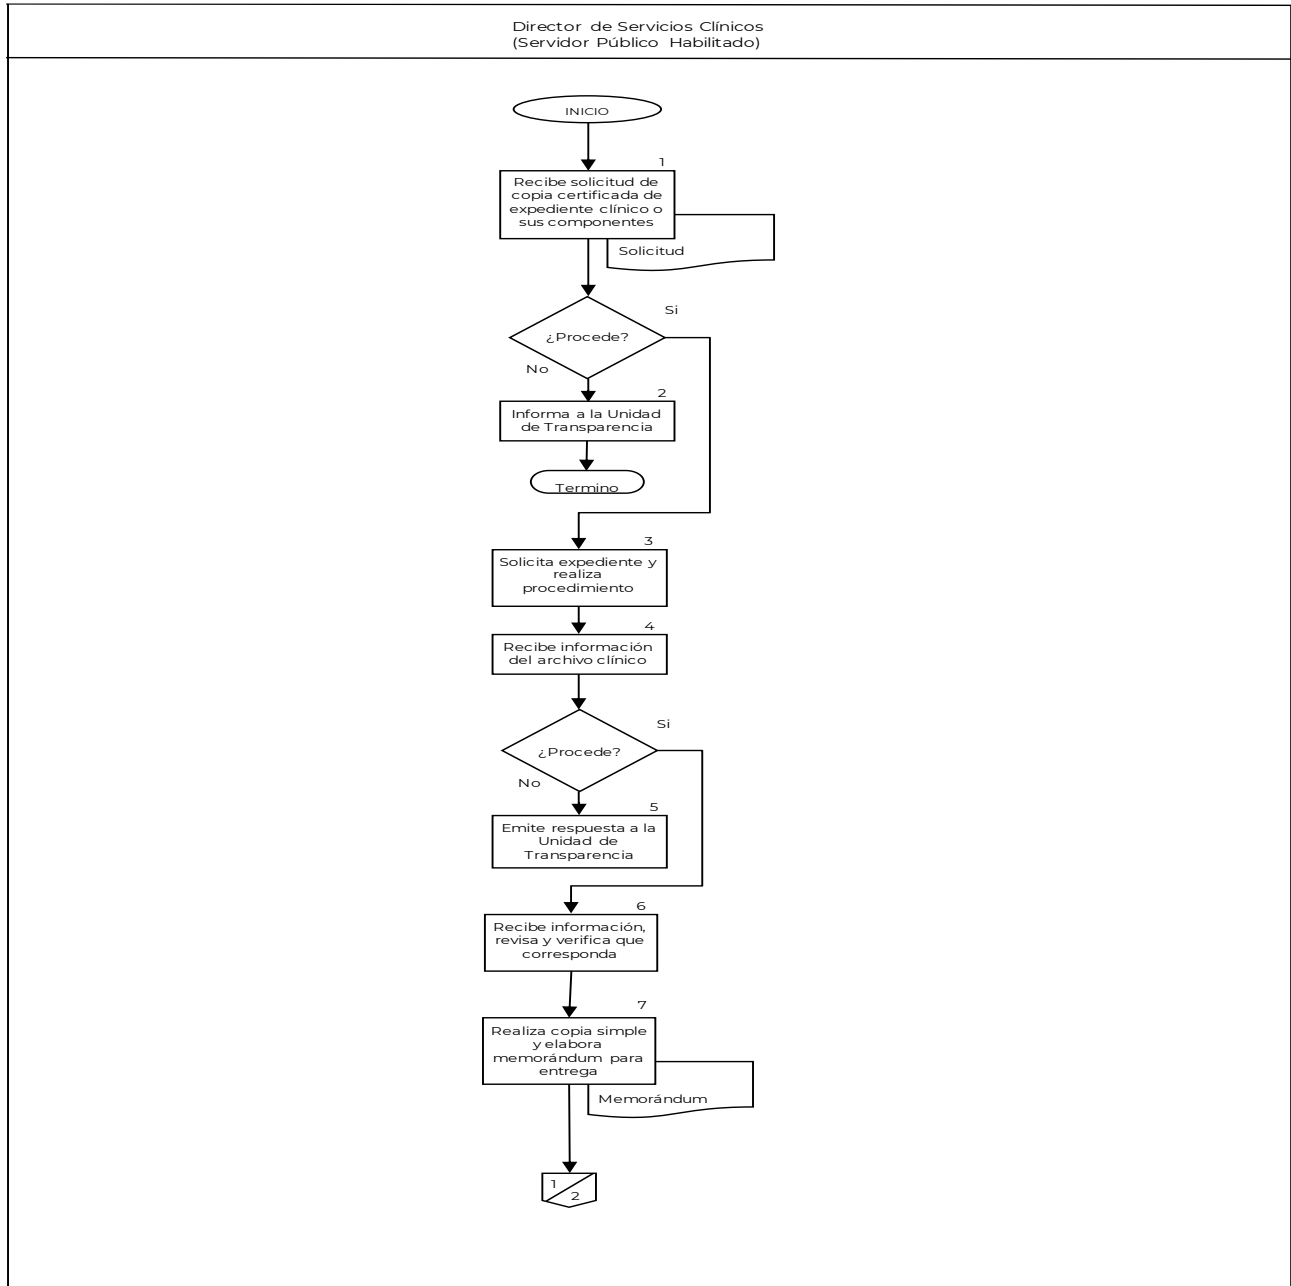 Director de Servicios Clínicos
(Servidor Público Habilitado)
INICIO
1
Recibe solicitud de
copia certificada de
expediente clínico o
sus componentes
Solicitud
Si
¿Procede?
No
2
Informa a la Unidad
de Transparencia
Termino
3
Solicita expediente y
realiza
procedimiento
4
Recibe información
del archivo clínico
Si
¿Procede?
No
5
Emite respuesta a la
Unidad de
Transparencia
6
Recibe información,
revisa y verifica que
corresponda
7
Realiza copia simple
y elabora
memorándum para
entrega
Memorándum
1
2